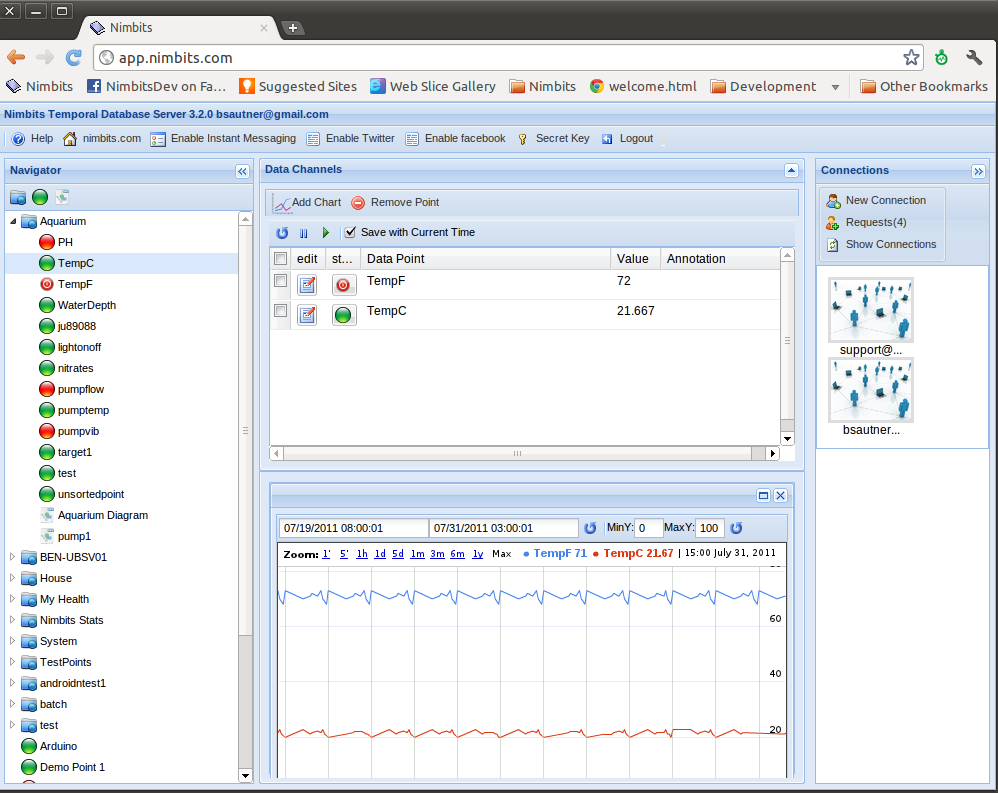 Nimbits
app.nimbits.com
Nimbits NimbitsDev on Fa... Suggested Sites Web Slice Gallery Nimbits welcome.html Development Other Bookmarks
Nimbits Temporal Database Server 3.2.0 bsautner@gmail.com
Help nimbits.com Enable Instant Messaging Enable Twitter Enable facebook Secret Key Logout
Navigator
Aquarium
PH
TempC
TempF
WaterDepth
ju89088
lightonoff
nitrates
pumpflow
pumptemp
pumpvib
target1
test
unsortedpoint
Aquarium Diagram
pump1
BEN-UBSV01
House
My Health
Nimbits Stats
System
TestPoints
androidntest1
batch
test
Arduino
Demo Point 1
Data Channels
Add Chart Remove Point
Save with Current Time
edit st... Data Point Value Annotation
TempF 72
TempC 21.667
07/19/2011 08:00:01 07/31/2011 03:00:01 MinY: 0 MaxY: 100
Zoom: 1' 5' 1h 1d 5d 1m 3m 6m 1y Max TempF 71 TempC 21.67 | 15:00 July 31, 2011
60
40
20
Connections
New Connection
Requests(4)
Show Connections
support@...
bsautner...